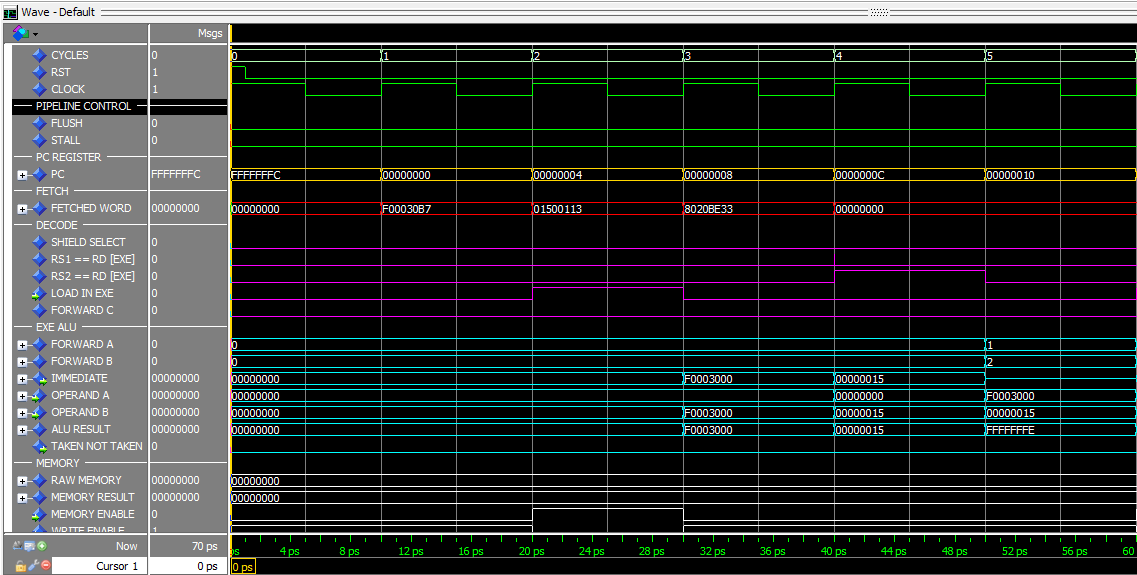 Wave - Default
Msgs
CYCLES 0 0 1 2 3 4 5
RST 1
CLOCK 1
PIPELINE CONTROL
FLUSH 0
STALL 0
PC REGISTER
PC FFFFFFFC FFFFFFFC 00000000 00000004 00000008 0000000C 00000010
FETCH
FETCHED WORD 00000000 00000000 F00030B7 01500113 8020BE33 00000000
DECODE
SHIELD SELECT 0
RS1 == RD [EXE] 0
RS2 == RD [EXE] 0
LOAD IN EXE 0
FORWARD C 0
EXE ALU
FORWARD A 0 0 1
FORWARD B 0 0 2
IMMEDIATE 00000000 00000000 F0003000 00000015
OPERAND A 00000000 00000000 00000000 F0003000
OPERAND B 00000000 00000000 F0003000 00000015 00000015
ALU RESULT 00000000 00000000 F0003000 00000015 FFFFFFFE
TAKEN NOT TAKEN 0
MEMORY
RAW MEMORY 00000000 00000000
MEMORY RESULT 00000000 00000000
MEMORY ENABLE 0
WRITE ENABLE 1
Now 70 ps ps 4 ps 8 ps 12 ps 16 ps 20 ps 24 ps 28 ps 32 ps 36 ps 40 ps 44 ps 48 ps 52 ps 56 ps 60
Cursor 1 0 ps 0 ps